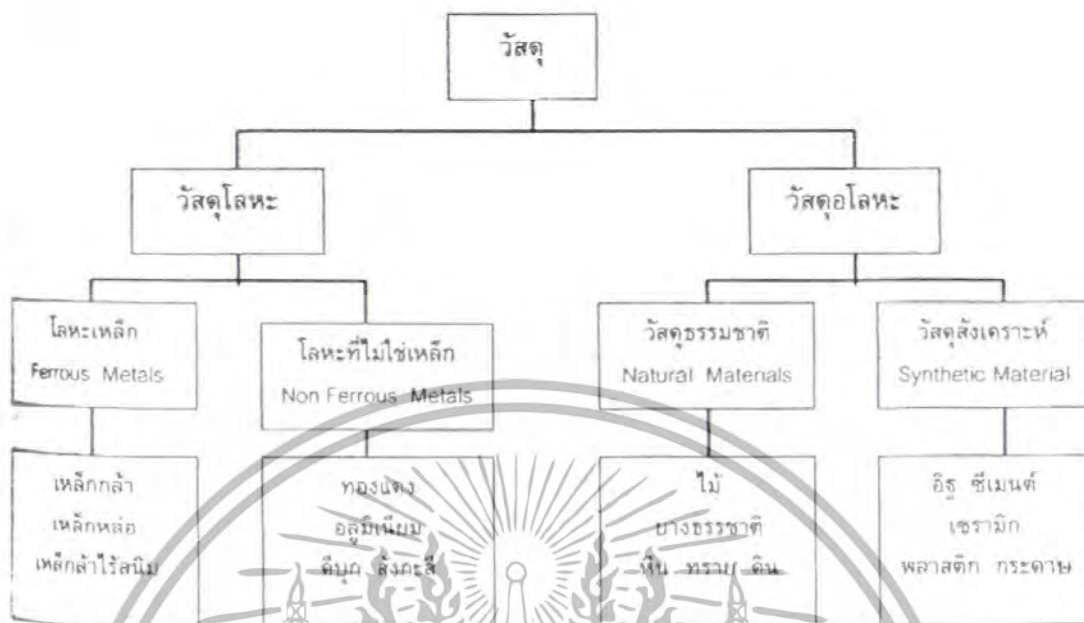 วัสดุ
วัสดุโลหะ
วัสดุอโลหะ
โลหะเหล็ก
Ferrous Metals
โลหะที่ไม่ใช่เหล็ก
Non Ferrous Metals
วัสดุธรรมชาติ
Natural Materials
วัสดุสังเคราะห์
Synthetic Material
เหล็กกล้า
เหล็กหล่อ
เหล็กล้าไร้สนิม
ทองแดง
อลูมิเนียม
ดีบุก สังกะสี
ไม้
ยางธรรชาติ
หิน ทราย ดิน
อิฐ ซีเมนต์
เซรามิก
พลาสติก กระดาษ